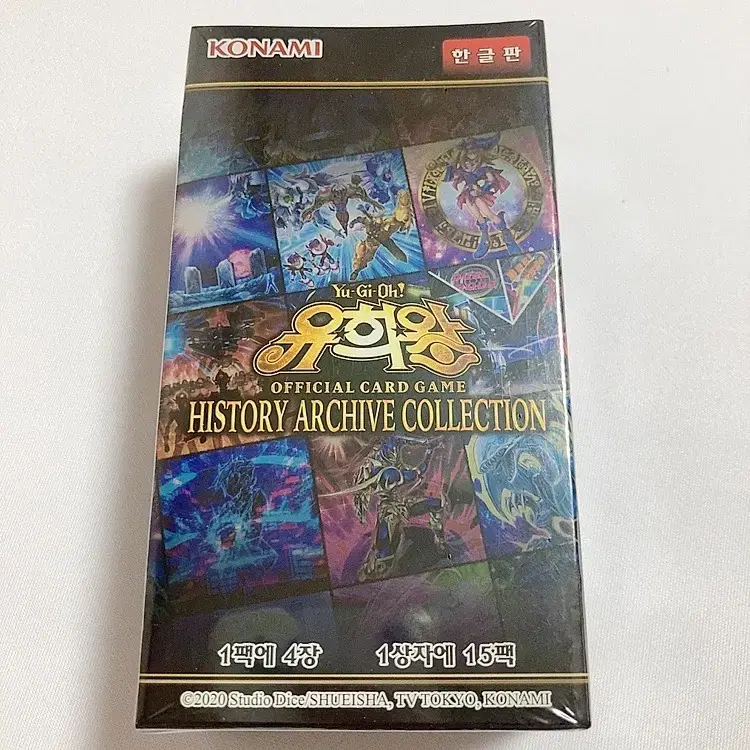 KONAMI
한글판
Yu-Gi-Oh!
유희왕
OFFICIAL CARD GAME
HISTORY ARCHIVE COLLECTION
1팩에 4장 1상자에 15팩
©2020 Studio Dice/SHUEISHA, TV TOKYO, KONAMI